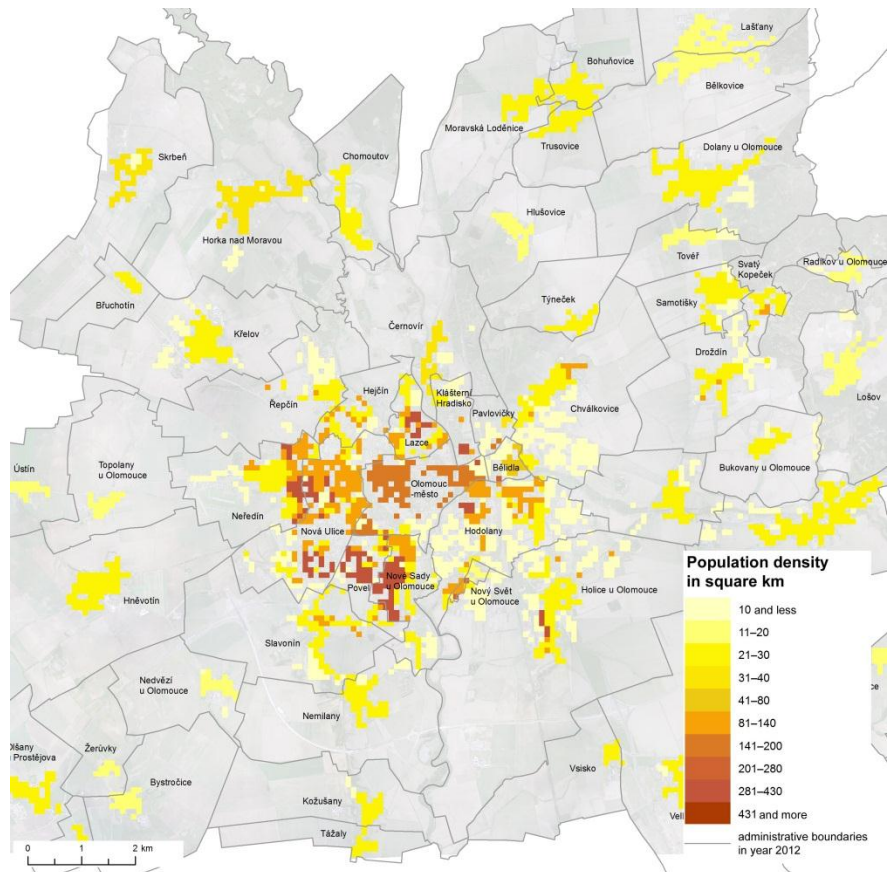 Lašťany
Bohuňovice
Bělkovice
Moravská Loděnice
Trusovice
Dolany u Olomouce
Skrbeň
Chomoutov
Hlušovice
Horka nad Moravou
Tovéř
Svatý
Kopeček
Radíkov u Olomouce
Břuchotín
Týneček
Samotišky
Černovír
Křelov
Droždín
Lošov
Řepčín
Hejčín
Klášterní
Hradisko
Pavlovičky
Chválkovice
Lazce
Bělidla
Ústín
Topolany
u Olomouce
Bukovany u Olomouce
Olomouc
-město
Neředín
Nová Ulice
Hodolany
Hněvotín
Povel
Nové Sady
u Olomouce
Nový Svět
u Olomouce
Holice u Olomouce
Slavonín
Nedvězí
u Olomouce
Nemilany
Žerůvky
Olšany
u Prostějova
Bystročice
Vsisko
Kožušany
Tážaly
Population density
in square km
10 and less
11–20
21–30
31–40
41–80
81–140
141–200
201–280
281–430
431 and more
administrative boundaries
in year 2012
0 1 2 km